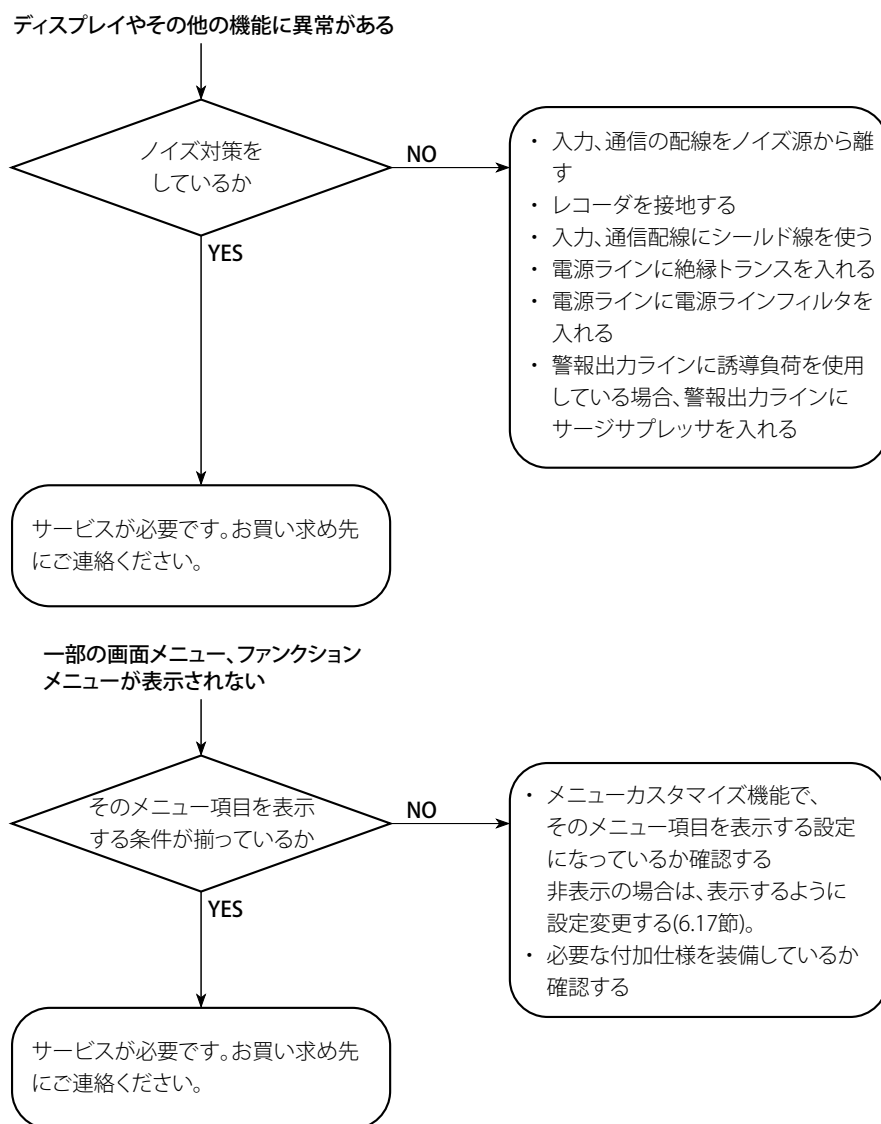 ディスプレイやその他の機能に異常がある
ノイズ対策を
しているか
NO
YES
・ 入力、通信の配線をノイズ源から離
す
・ レコーダを接地する
・ 入力、通信配線にシールド線を使う
・ 電源ラインに絶縁トランスを入れる
・ 電源ラインに電源ラインフィルタを
入れる
・ 警報出力ラインに誘導負荷を使用
している場合、警報出力ラインに
サージサプレッサを入れる
サービスが必要です。お買い求め先
にご連絡ください。
一部の画面メニュー、ファンクション
メニューが表示されない
そのメニュー項目を表示
する条件が揃っているか
NO
YES
・ メニューカスタマイズ機能で、
そのメニュー項目を表示する設定
になっているか確認する
非表示の場合は、表示するように
設定変更する(6.17節)。
・ 必要な付加仕様を装備しているか
確認する
サービスが必要です。お買い求め先
にご連絡ください。